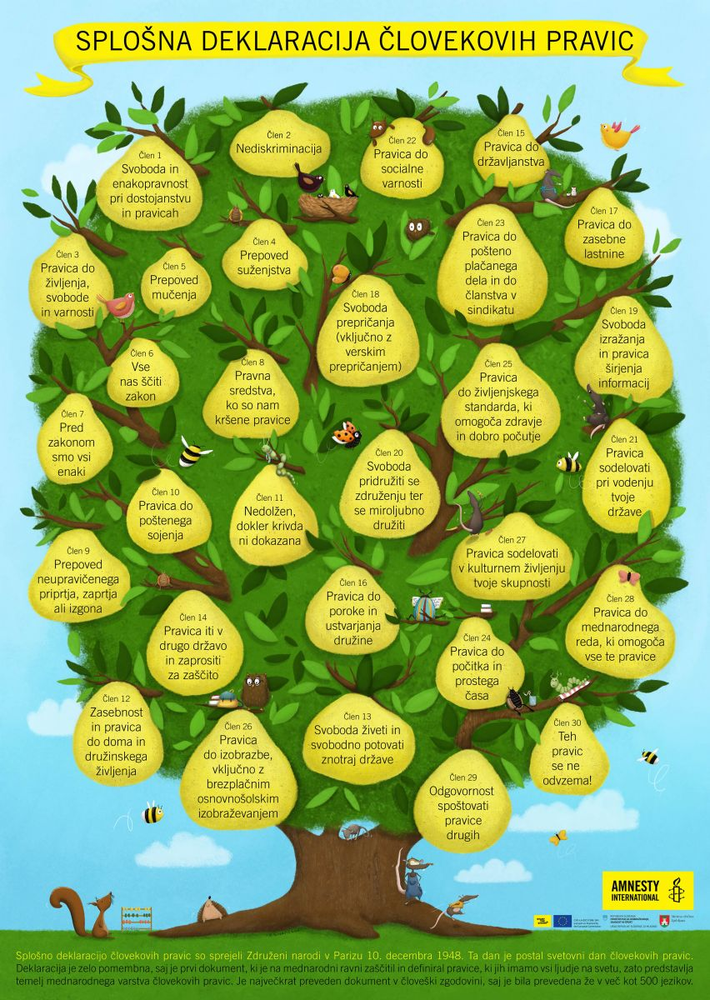 SPLOŠNA DEKLARACIJA ČLOVEKOVIH PRAVIC
Člen 1
Svoboda in
enakopravnost
pri dostojanstvu
in pravicah
Člen 2
Nediskriminacija
Člen 22
Pravica do
socialne
varnosti
Člen 15
Pravica do
državljanstva
Člen 17
Pravica do
zasebne
lastnine
Člen 3
Pravica do
življenja,
svobode
in varnosti
Člen 5
Prepoved
mučenja
Člen 4
Prepoved
suženjstva
Člen 23
Pravica do
pošteno
plačanega
dela in do
članstva v
sindikatu
Člen 18
Svoboda
prepričanja
(vključno z
verskim
prepričanjem)
Člen 19
Svoboda
izražanja
in pravica
širjenja
informacij
Člen 6
Vse
nas ščiti
zakon
Člen 8
Pravna
sredstva,
ko so nam
kršene pravice
Člen 25
Pravica
do življenjskega
standarda, ki
omogoča zdravje
in dobro počutje
Člen 7
Pred
zakonom
smo vsi
enaki
Člen 20
Svoboda
pridružiti se
združenju ter
se miroljubno
družiti
Člen 21
Pravica
sodelovati
pri vodenju
tvoje
države
Člen 10
Pravica do
poštenega
sojenja
Člen 11
Nedolžen,
dokler krivda
ni dokazana
Člen 27
Pravica sodelovati
v kulturnem življenju
tvoje skupnosti
Člen 9
Prepoved
neupravičenega
priprtja, zaprtja
ali izgona
Člen 16
Pravica do
poroke in
ustvarjanja
družine
Člen 28
Pravica do
mednarodnega
reda, ki omogoča
vse te pravice
Člen 14
Pravica iti v
drugo državo
in zaprositi
za zaščito
Člen 24
Pravica do
počitka in
prostega
časa
Člen 12
Zasebnost
in pravica
do doma in
družinskega
življenja
Člen 26
Pravica
do izobrazbe,
vključno z
brezplačnim
osnovnošolskim
izobraževanjem
Člen 13
Svoboda živeti in
svobodno potovati
znotraj države
Člen 30
Teh
pravic
se ne
odvzema!
Člen 29
Odgovornost
spoštovati
pravice
drugih
AMNESTY
INTERNATIONAL
Splošno deklaracijo človekovih pravic so sprejeli Združeni narodi v Parizu 10. decembra 1948. Ta dan je postal svetovni dan človekovih pravic.
Deklaracija je zelo pomembna, saj je prvi dokument, ki je na mednarodni ravni zaščitil in definiral pravice, ki jih imamo vsi ljudje na svetu, zato predstavlja
temelj mednarodnega varstva človekovih pravic. Je največkrat preveden dokument v človeški zgodovini, saj je bila prevedena že v več kot 500 jezikov.